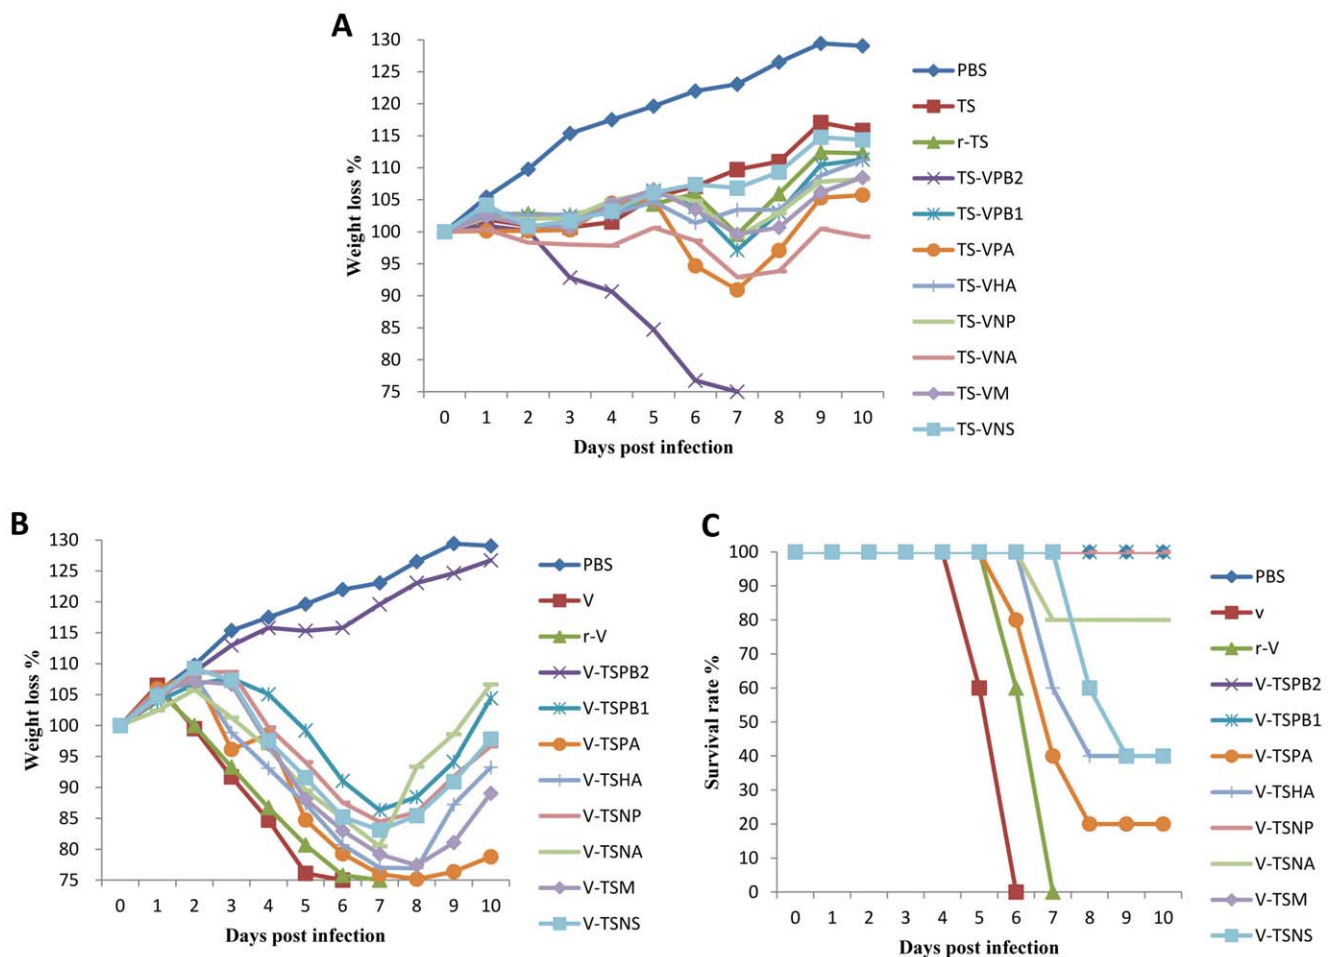 A
130
125
120
115
110
105
100
95
90
85
80
75
Weight loss %
0 1 2 3 4 5 6 7 8 9 10
Days post infection
PBS
TS
r-TS
TS-VPB2
TS-VPB1
TS-VPA
TS-VHA
TS-VNP
TS-VNA
TS-VM
TS-VNS
B
130
125
120
115
110
105
100
95
90
85
80
75
Weight loss %
0 1 2 3 4 5 6 7 8 9 10
Days post infection
PBS
V
r-V
V-TSPB2
V-TSPB1
V-TSPA
V-TSHA
V-TSNP
V-TSNA
V-TSM
V-TSNS
C
100
90
80
70
60
50
40
30
20
10
0
Survival rate %
0 1 2 3 4 5 6 7 8 9 10
Days post infection
PBS
v
r-V
V-TSPB2
V-TSPB1
V-TSPA
V-TSHA
V-TSNP
V-TSNA
V-TSM
V-TSNS